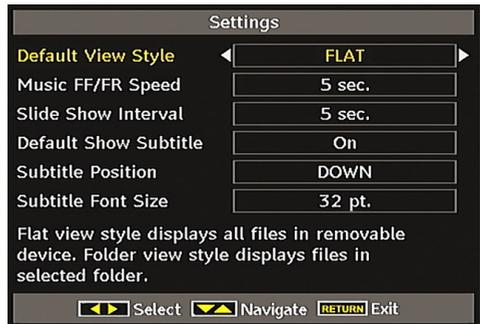 Settings
Default View Style FLAT
Music FF/FR Speed 5 sec.
Slide Show Interval 5 sec.
Default Show Subtitle On
Subtitle Position DOWN
Subtitle Font Size 32 pt.
Flat view style displays all files in removable
device. Folder view style displays files in
selected folder.
Select Navigate RETURN Exit